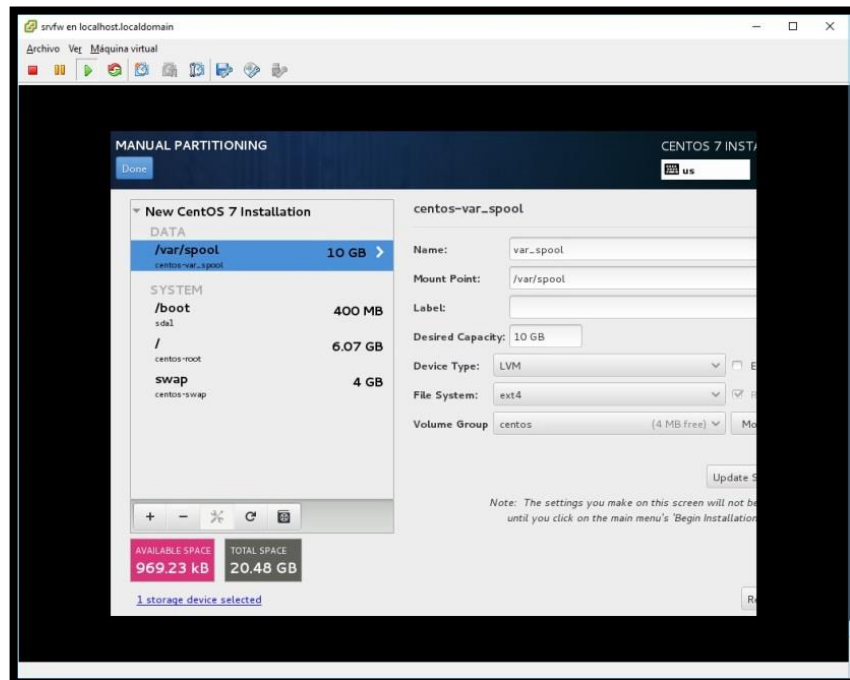 srvfw en localhost.localdomain
Archivo Ver Máquina virtual
MANUAL PARTITIONING
CENTOS 7 INSTA
Done
us
New CentOS 7 Installation
DATA
/var/spool 10 GB
centos-var_spool
SYSTEM
/boot 400 MB
sda1
/ 6.07 GB
centos-root
swap 4 GB
centos-swap
centos-var_spool
Name: var_spool
Mount Point: /var/spool
Label:
Desired Capacity: 10 GB
Device Type: LVM E
File System: ext4 R
Volume Group centos (4 MB free) Mo
Update S
Note: The settings you make on this screen will not be
until you click on the main menu's 'Begin Installation
+ -
AVAILABLE SPACE
969.23 kB
TOTAL SPACE
20.48 GB
1 storage device selected
Re